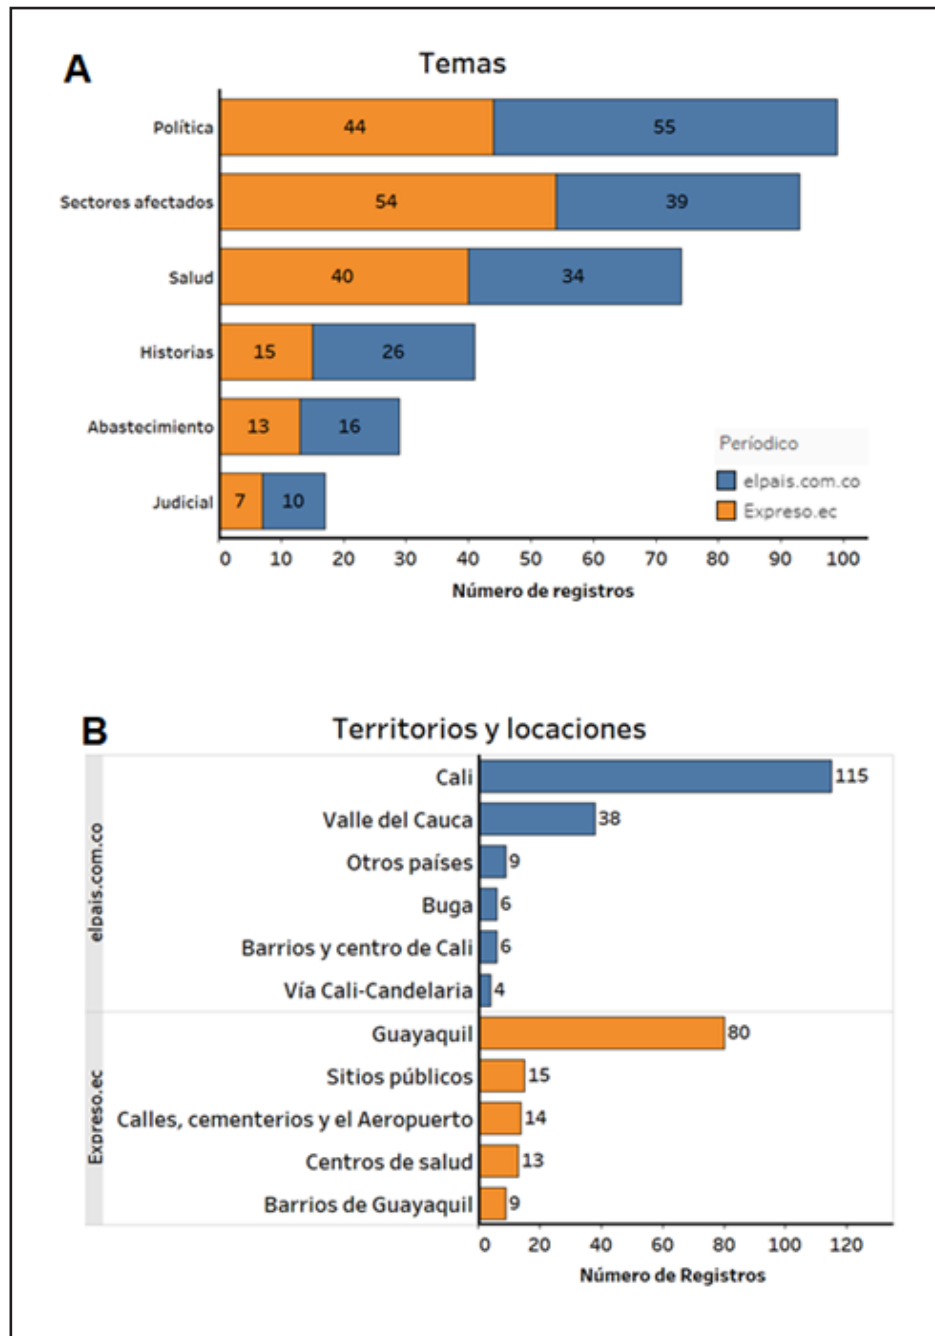 A
Temas
Política 44 55
Sectores afectados 54 39
Salud 40 34
Historias 15 26
Abastecimiento 13 16
Judicial 7 10
Períodico
elpais.com.co
Expreso.ec
0 10 20 30 40 50 60 70 80 90 100
Número de registros
B
Territorios y locaciones
elpais.com.co
Cali 115
Valle del Cauca 38
Otros países 9
Buga 6
Barrios y centro de Cali 6
Vía Cali-Candelaria 4
Expreso.ec
Guayaquil 80
Sitios públicos 15
Calles, cementerios y el Aeropuerto 14
Centros de salud 13
Barrios de Guayaquil 9
0 20 40 60 80 100 120
Número de Registros